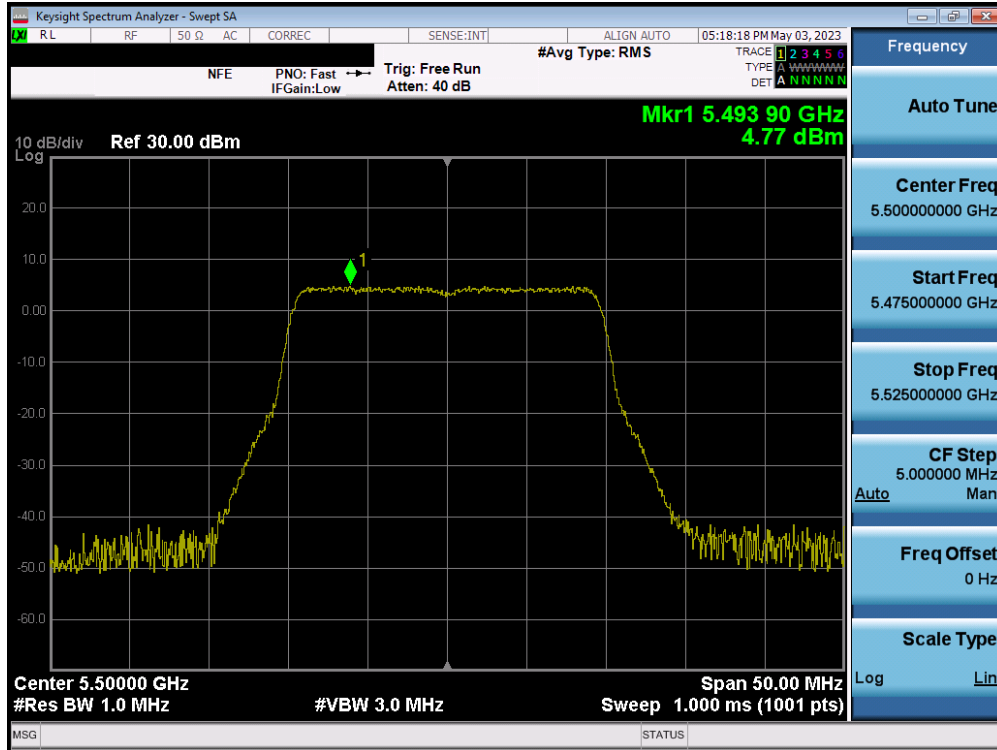 Keysight Spectrum Analyzer - Swept SA
LXI RL RF 50 Ω AC CORREC SENSE:INT ALIGN AUTO 05:18:18 PM May 03, 2023
NFE PNO: Fast Trig: Free Run #Avg Type: RMS TRACE 1 2 3 4 5 6
IFGain:Low Atten: 40 dB TYPE A WWWWWW
DET A N N N N N
Mkr1 5.493 90 GHz
4.77 dBm
10 dB/div Ref 30.00 dBm
Log
20.0
10.0
1
0.00
-10.0
-20.0
-30.0
-40.0
-50.0
-60.0
Center 5.50000 GHz Span 50.00 MHz
#Res BW 1.0 MHz #VBW 3.0 MHz Sweep 1.000 ms (1001 pts)
MSG STATUS
Frequency
Auto Tune
Center Freq
5.500000000 GHz
Start Freq
5.475000000 GHz
Stop Freq
5.525000000 GHz
CF Step
5.000000 MHz
Auto Man
Freq Offset
0 Hz
Scale Type
Log Lin